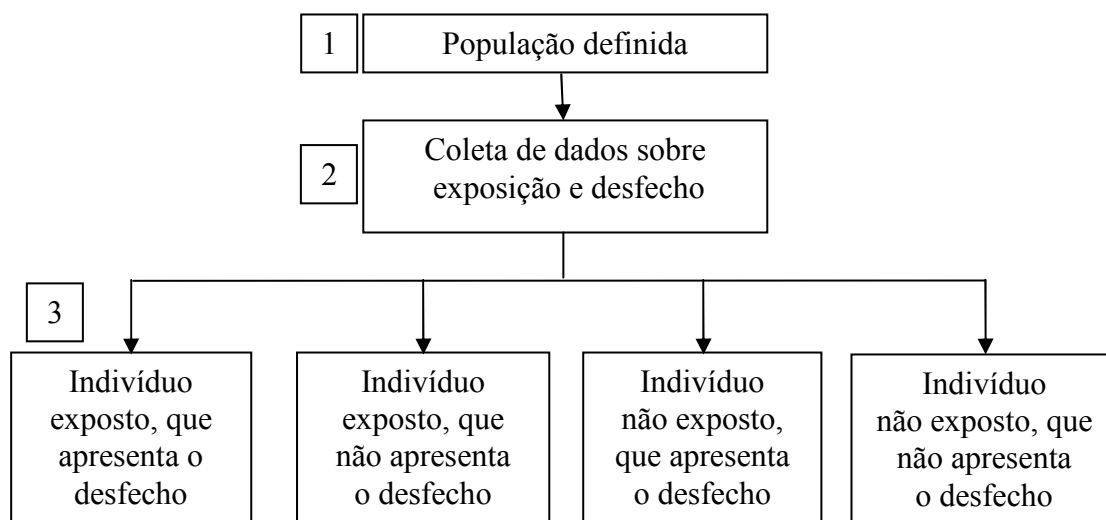 1
População definida
2
Coleta de dados sobre
exposição e desfecho
3
Indivíduo
exposto, que
apresenta o
desfecho
Indivíduo
exposto, que
não apresenta
o desfecho
Indivíduo
não exposto,
que apresenta
o desfecho
Indivíduo
não exposto, que
não apresenta
o desfecho